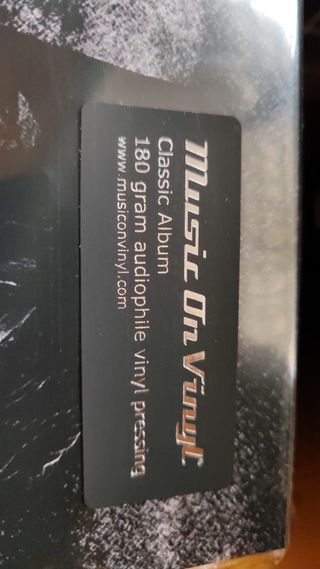 Music On Vinyl
Classic Album
180 gram audiophile vinyl pressing
www.musiconvinyl.com